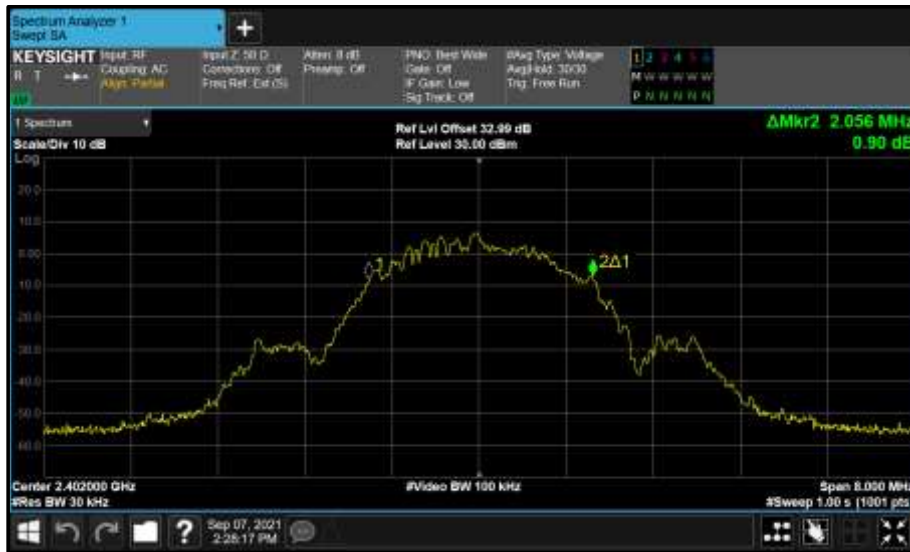 Spectrum Analyzer 1
Swept SA
+
KEYSIGHT Input: RF
R T
Coupling: AC
Align: Partial
Input Z: 50 Ω
Corrections: Off
Freq Ref: Ext (S)
Atten: 8 dB
Preamp: Off
PNO: Best Wide
Gate: Off
IF Gain: Low
Sig Track: Off
#Avg Type: Voltage
Avg|Hold: 30/30
Trig: Free Run
1 2 3 4 5 6
M W W W W W
P N N N N N
1 Spectrum
Scale/Div 10 dB
Log
Ref Lvl Offset 32.99 dB
Ref Level 30.00 dBm
ΔMkr2 2.056 MHz
0.90 dB
20.0
10.0
0.00
-10.0
-20.0
-30.0
-40.0
-50.0
-60.0
1
2Δ1
Center 2.402000 GHz
#Res BW 30 kHz
#Video BW 100 kHz
Span 8.000 MHz
#Sweep 1.00 s (1001 pts
?
Sep 07, 2021
2:28:17 PM